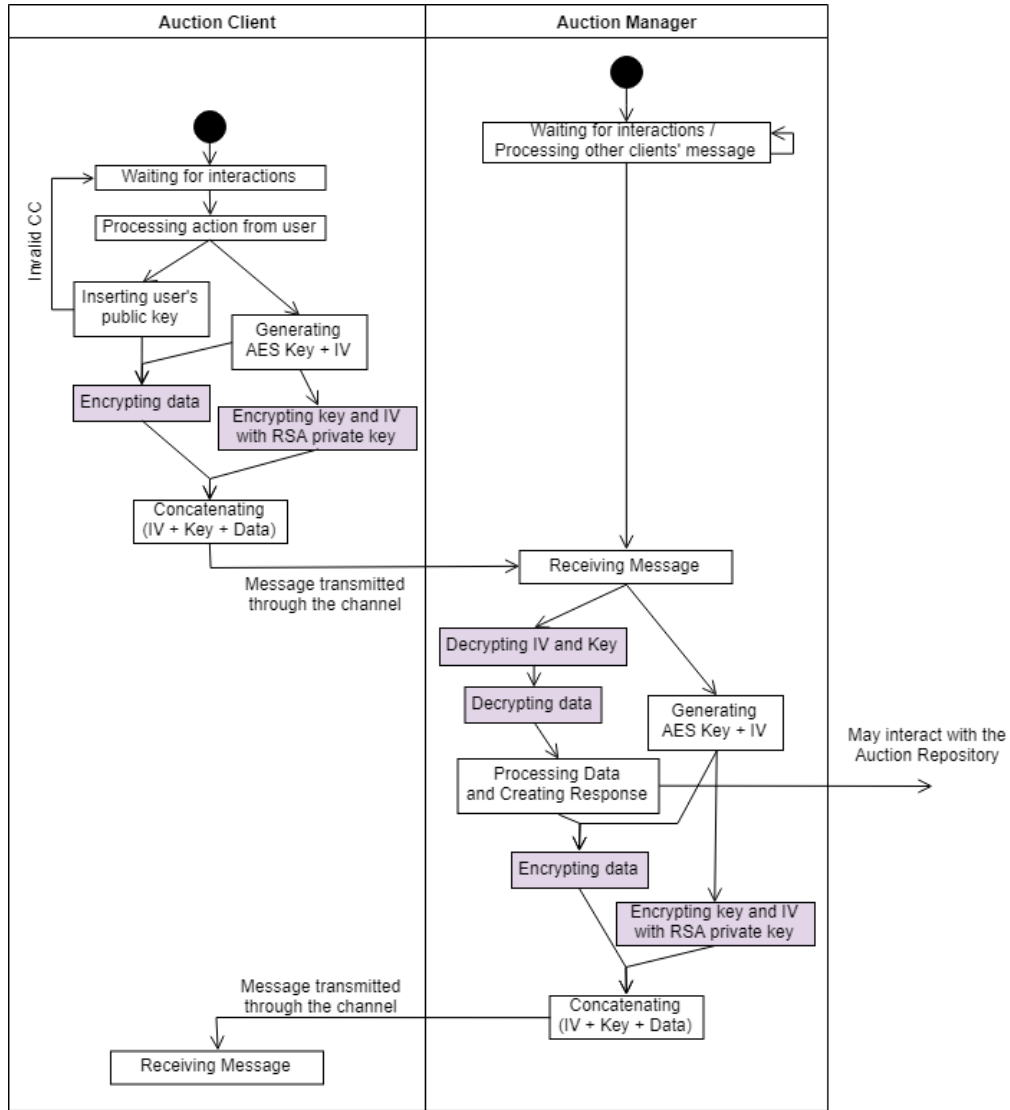 Auction Client
Auction Manager
Waiting for interactions /
Processing other clients' message
Waiting for interactions
Processing action from user
Invalid CC
Inserting user's
public key
Generating
AES Key + IV
Encrypting data
Encrypting key and IV
with RSA private key
Concatenating
(IV + Key + Data)
Message transmitted
through the channel
Receiving Message
Decrypting IV and Key
Decrypting data
Generating
AES Key + IV
May interact with the
Auction Repository
Processing Data
and Creating Response
Encrypting data
Encrypting key and IV
with RSA private key
Message transmitted
through the channel
Concatenating
(IV + Key + Data)
Receiving Message